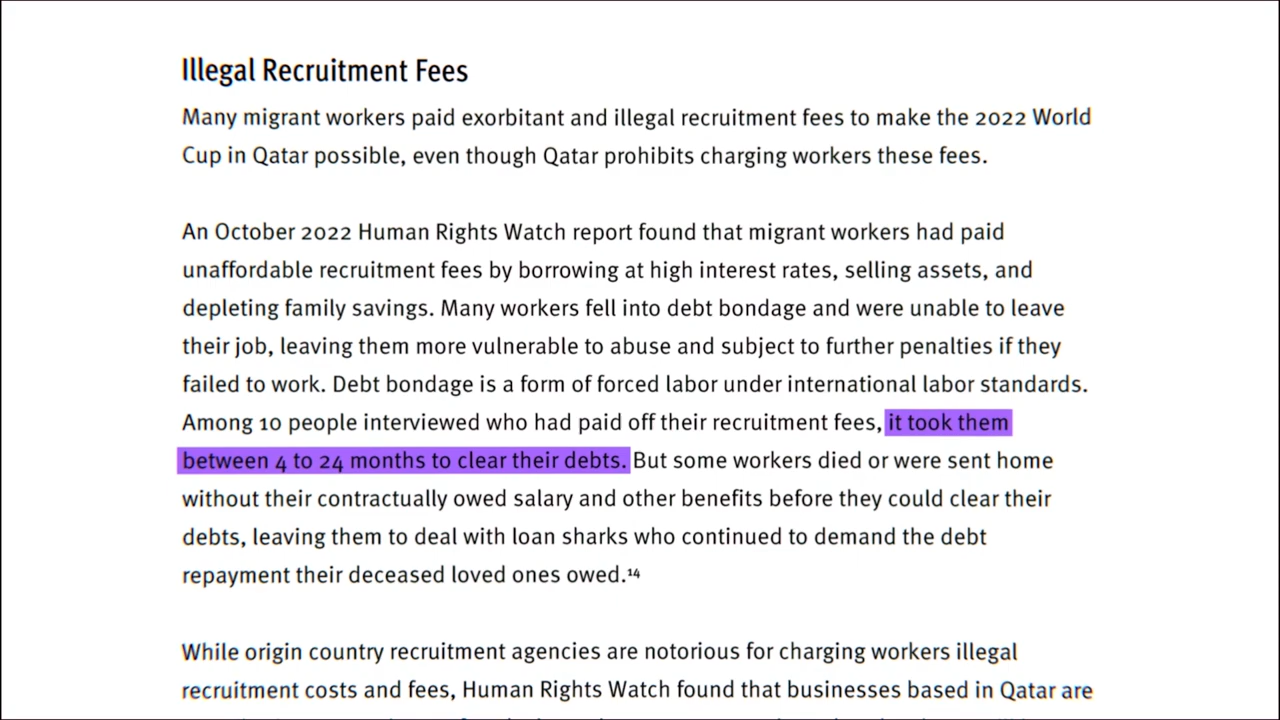 Illegal Recruitment Fees
Many migrant workers paid exorbitant and illegal recruitment fees to make the 2022 World
Cup in Qatar possible, even though Qatar prohibits charging workers these fees.
An October 2022 Human Rights Watch report found that migrant workers had paid
unaffordable recruitment fees by borrowing at high interest rates, selling assets, and
depleting family savings. Many workers fell into debt bondage and were unable to leave
their job, leaving them more vulnerable to abuse and subject to further penalties if they
failed to work. Debt bondage is a form of forced labor under international labor standards.
Among 10 people interviewed who had paid off their recruitment fees, it took them
between 4 to 24 months to clear their debts. But some workers died or were sent home
without their contractually owed salary and other benefits before they could clear their
debts, leaving them to deal with loan sharks who continued to demand the debt
repayment their deceased loved ones owed.¹⁴
While origin country recruitment agencies are notorious for charging workers illegal
recruitment costs and fees, Human Rights Watch found that businesses based in Qatar are